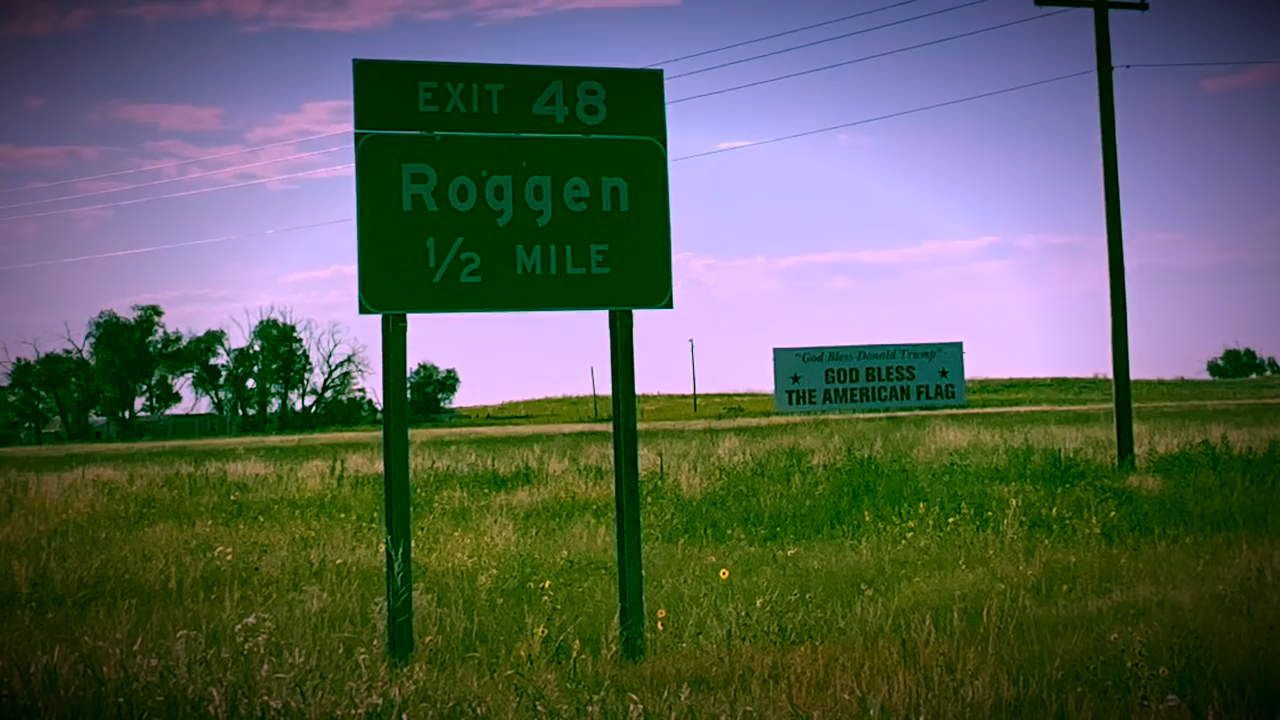 EXIT 48
Roggen
1/2 MILE
"God Bless Donald Trump"
GOD BLESS
THE AMERICAN FLAG